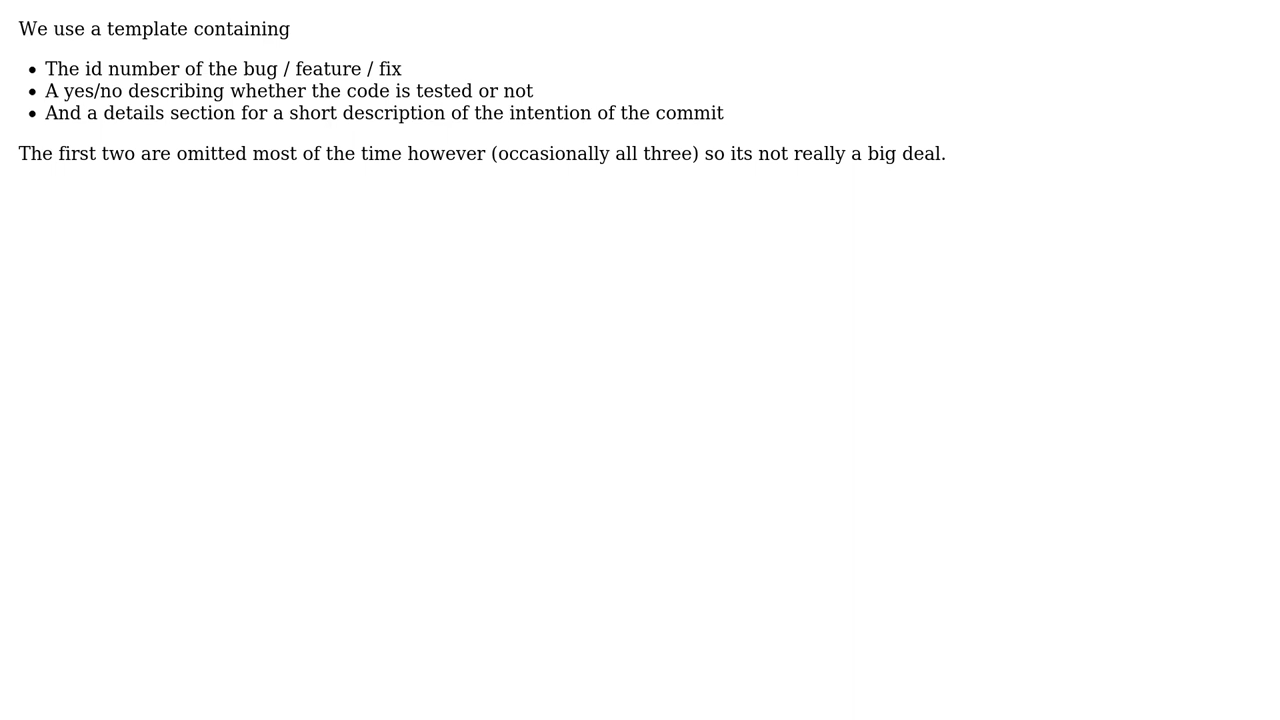 We use a template containing
• The id number of the bug / feature / fix
• A yes/no describing whether the code is tested or not
• And a details section for a short description of the intention of the commit
The first two are omitted most of the time however (occasionally all three) so its not really a big deal.